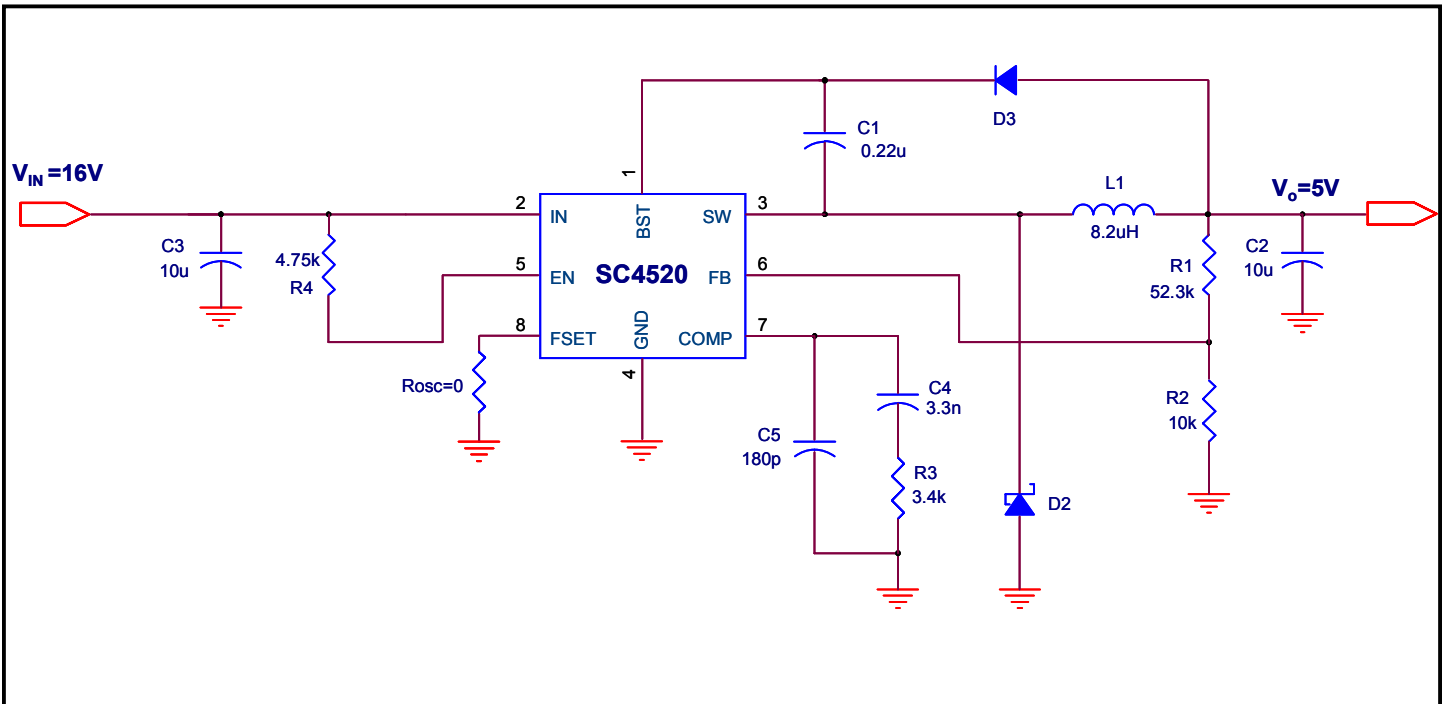 D3
C1
0.22u
V_IN =16V
1
L1
V_o=5V
2
IN
BST
SW
3
8.2uH
C3
10u
4.75k
R4
5
EN
SC4520
FB
6
R1
52.3k
C2
10u
8
FSET
GND
COMP
7
Rosc=0
4
C4
3.3n
R2
10k
C5
180p
R3
3.4k
D2